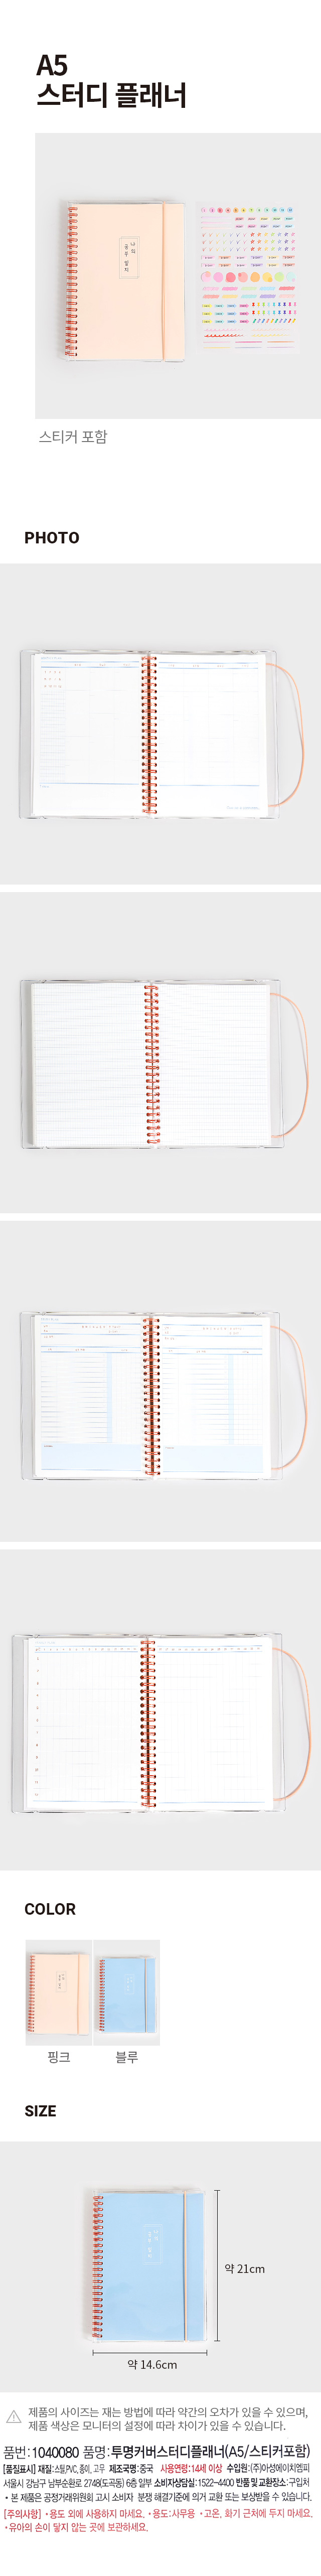 A5
스터디 플래너
나의
공부 일지
스티커 포함
PHOTO
COLOR
핑크
블루
SIZE
약 21cm
약 14.6cm
제품의 사이즈는 재는 방법에 따라 약간의 오차가 있을 수 있으며,
제품 색상은 모니터의 설정에 따라 차이가 있을 수 있습니다.
품번:1040080 품명:투명커버스터디플래너(A5/스티커포함)
[품질표시] 재질:스틸,PVC, 종이, 고무 제조국명:중국 사용연령:14세 이상 수입원:(주)아성에이치엠피
서울시 강남구 남부순환로 2748(도곡동) 6층 일부 소비자상담실:1522-4400 반품 및 교환장소:구입처
• 본 제품은 공정거래위원회 고시 소비자 분쟁 해결기준에 의거 교환 또는 보상받을 수 있습니다.
[주의사항] •용도 외에 사용하지 마세요. •용도:사무용 •고온, 화기 근처에 두지 마세요.
•유아의 손이 닿지 않는 곳에 보관하세요.